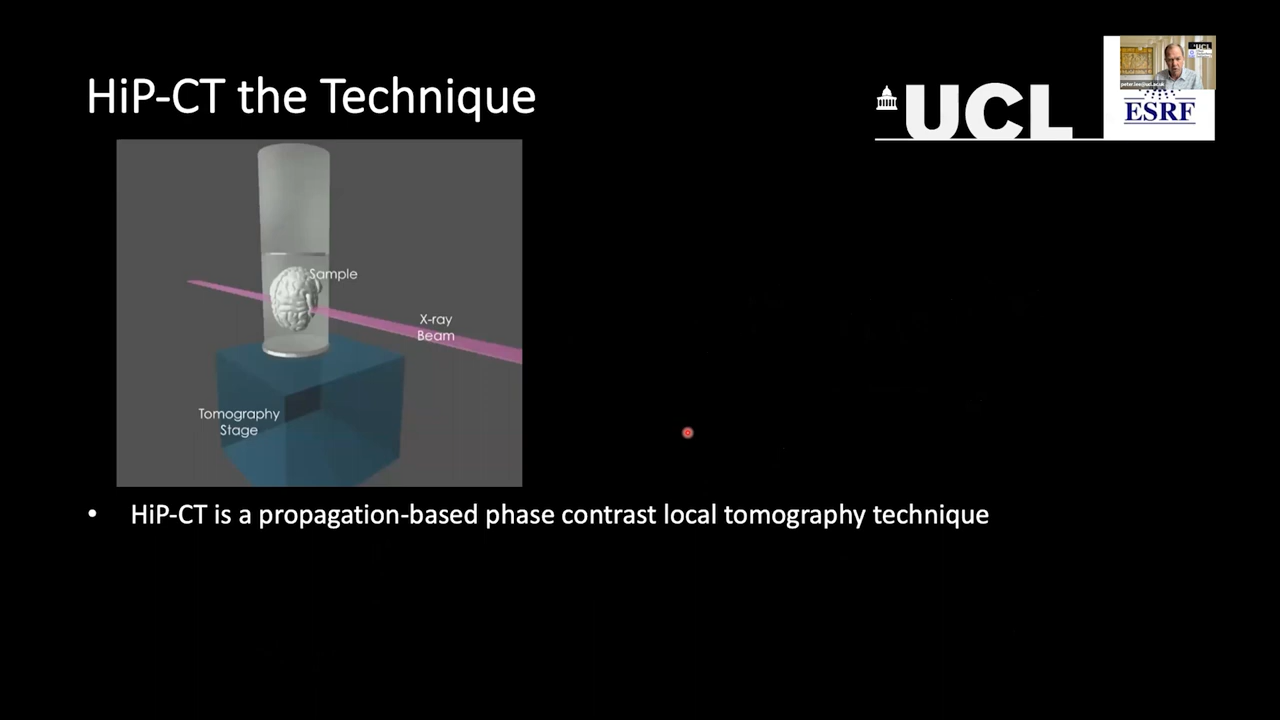 HiP-CT the Technique
UCL
UCL
ESRF
Sample
X-ray
Beam
Tomography
Stage
• HiP-CT is a propagation-based phase contrast local tomography technique